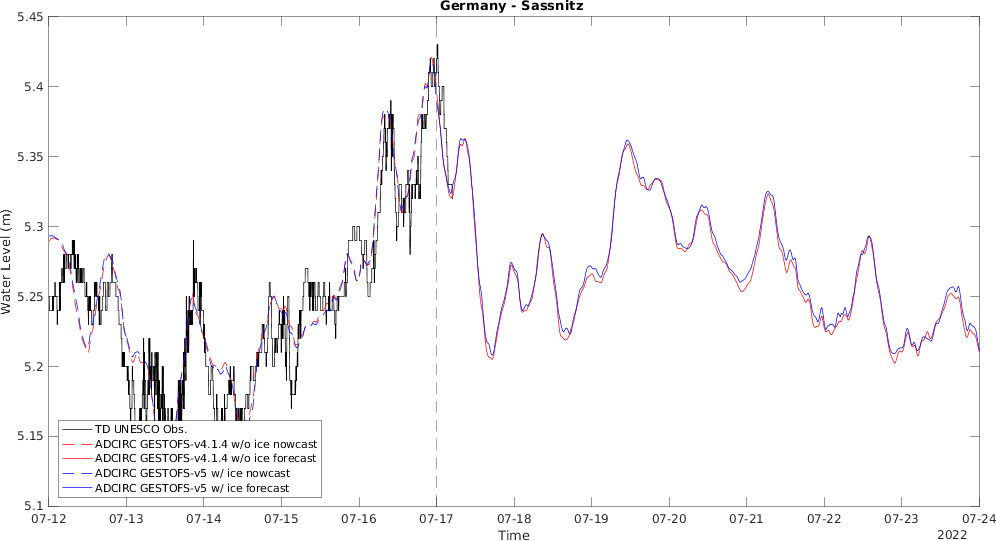 Germany - Sassnitz
5.45
5.4
5.35
5.3
5.25
5.2
5.15
5.1
Water Level (m)
TD UNESCO Obs.
ADCIRC GESTOFS-v4.1.4 w/o ice nowcast
ADCIRC GESTOFS-v4.1.4 w/o ice forecast
ADCIRC GESTOFS-v5 w/ ice nowcast
ADCIRC GESTOFS-v5 w/ ice forecast
07-12 07-13 07-14 07-15 07-16 07-17 07-18 07-19 07-20 07-21 07-22 07-23 07-24
Time
2022